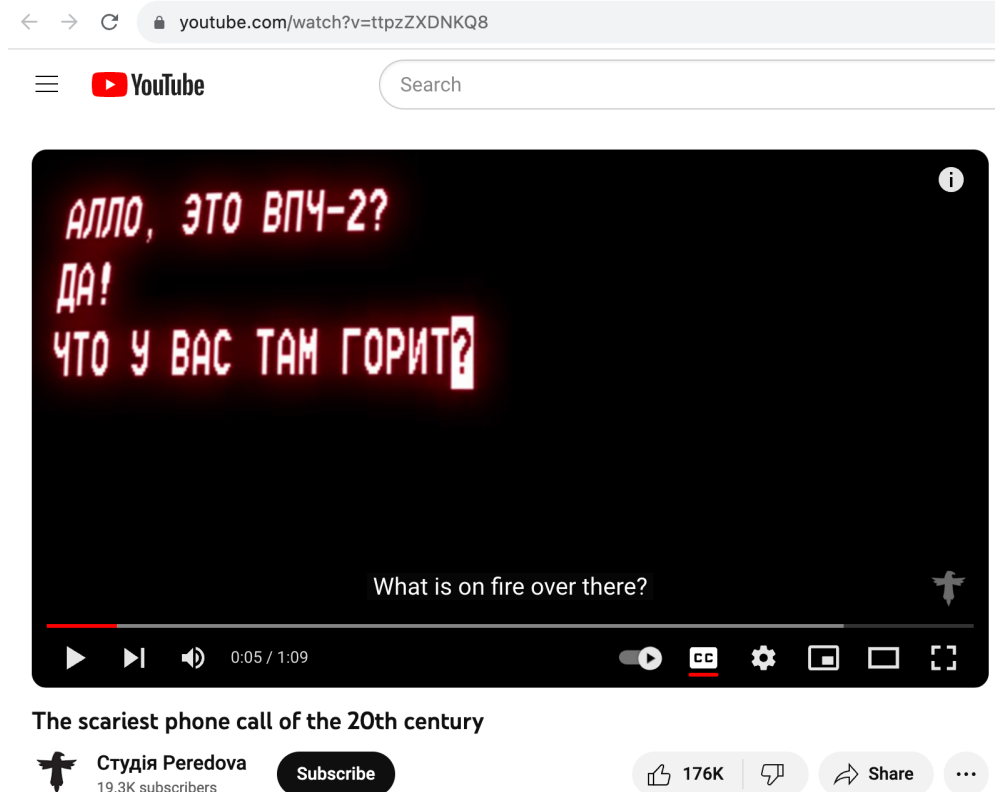 youtube.com/watch?v=ttpzZXDNKQ8
YouTube
Search
АЛЛО, ЭТО ВПЧ-2?
ДА!
ЧТО У ВАС ТАМ ГОРИТ?
i
What is on fire over there?
0:05 / 1:09
CC
The scariest phone call of the 20th century
Студія Peredova
Subscribe
176K
Share
19.3K subscribers